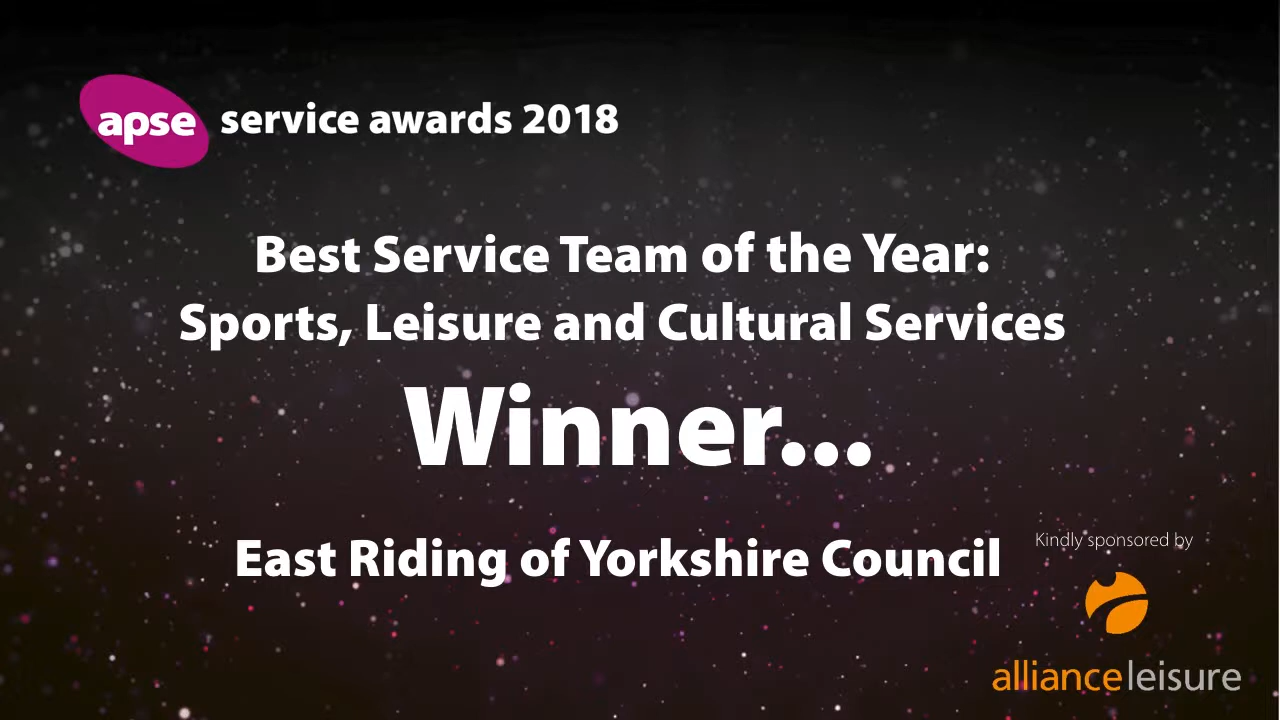 apse service awards 2018
Best Service Team of the Year:
Sports, Leisure and Cultural Services
Winner...
East Riding of Yorkshire Council
Kindly sponsored by
allianceleisure